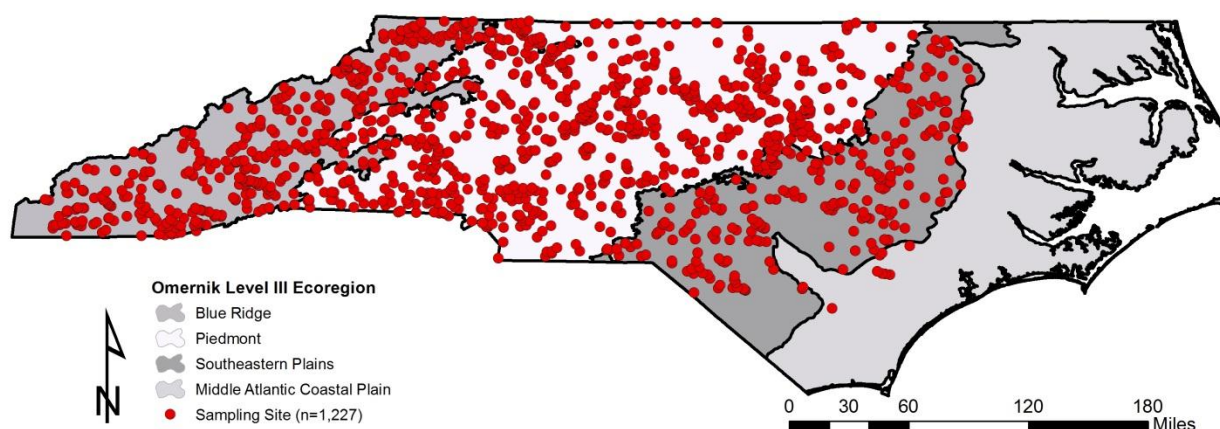 Omernik Level III Ecoregion
Blue Ridge
Piedmont
Southeastern Plains
Middle Atlantic Coastal Plain
Sampling Site (n=1,227)
N
0 30 60 120 180
Miles